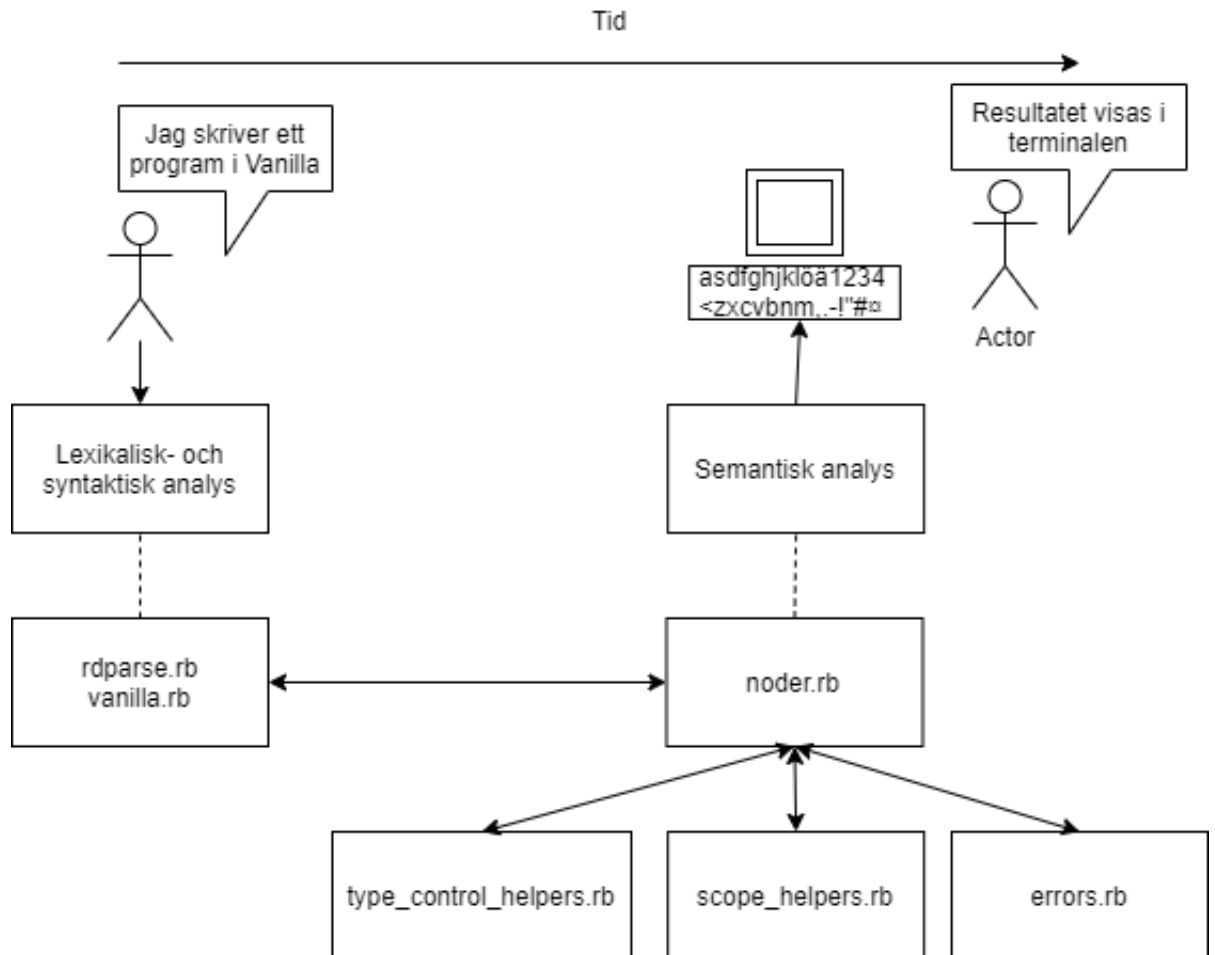 Tid
Jag skriver ett
program i Vanilla
Resultatet visas i
terminalen
asdfghjklöä1234
<zxcvbnm,.-!"#¤
Actor
Lexikalisk- och
syntaktisk analys
Semantisk analys
rdparse.rb
vanilla.rb
noder.rb
type_control_helpers.rb
scope_helpers.rb
errors.rb